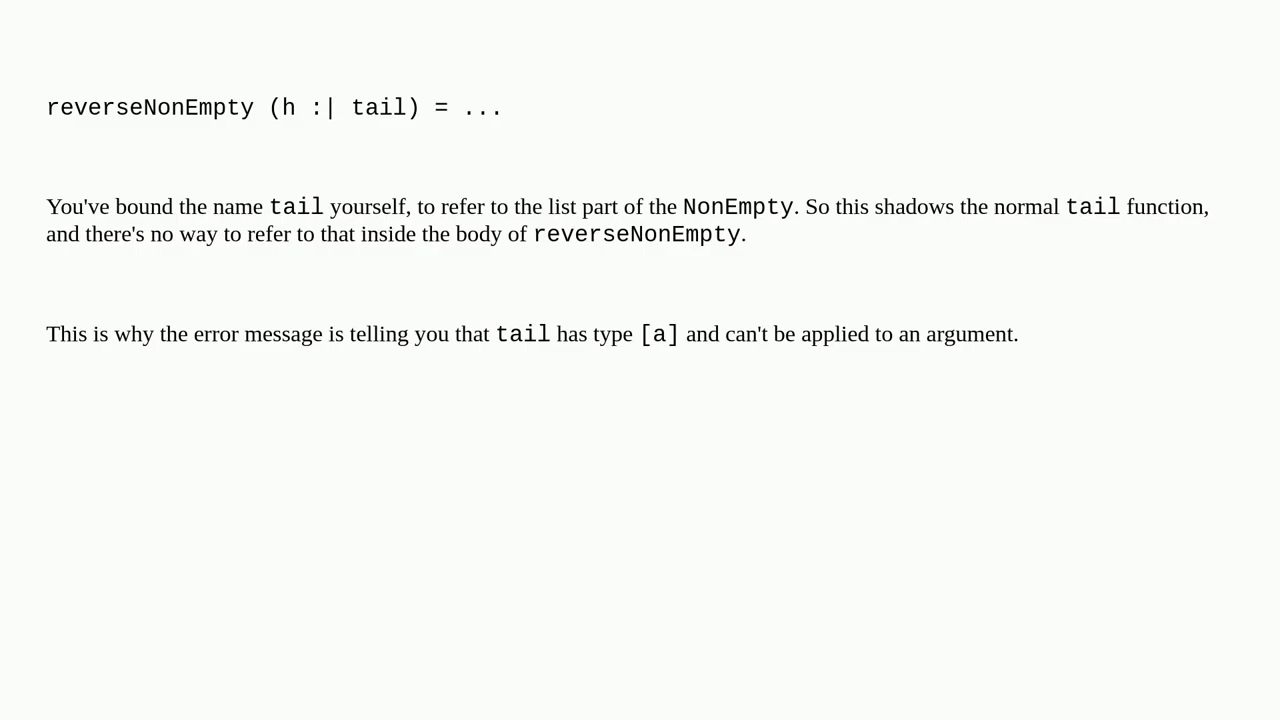 reverseNonEmpty (h :| tail) = ...
You've bound the name tail yourself, to refer to the list part of the NonEmpty. So this shadows the normal tail function,
and there's no way to refer to that inside the body of reverseNonEmpty.
This is why the error message is telling you that tail has type [a] and can't be applied to an argument.